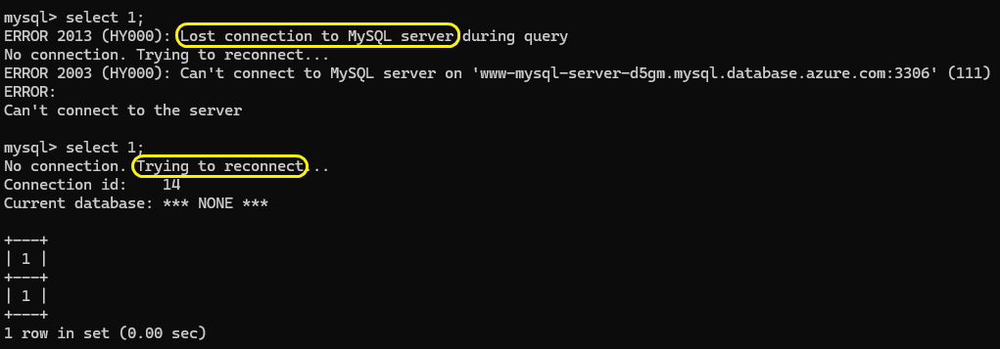 mysql> select 1;
ERROR 2013 (HY000): Lost connection to MySQL server during query
No connection. Trying to reconnect...
ERROR 2003 (HY000): Can't connect to MySQL server on 'www-mysql-server-d5gm.mysql.database.azure.com:3306' (111)
ERROR:
Can't connect to the server
mysql> select 1;
No connection. Trying to reconnect...
Connection id:    14
Current database: *** NONE ***
+---+
| 1 |
+---+
| 1 |
+---+
1 row in set (0.00 sec)